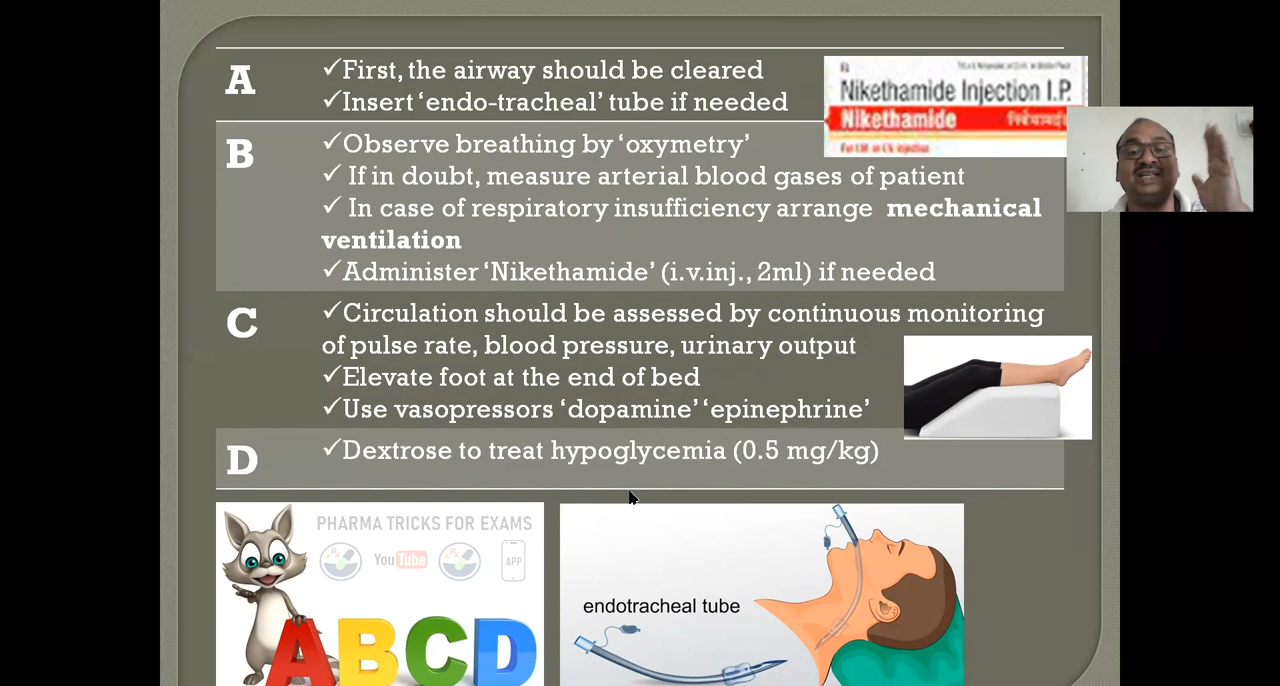 A
✓First, the airway should be cleared
✓Insert ‘endo-tracheal’ tube if needed
Nikethamide Injection I.P.
Nikethamide
B
✓Observe breathing by ‘oxymetry’
✓ If in doubt, measure arterial blood gases of patient
✓ In case of respiratory insufficiency arrange mechanical
ventilation
✓Administer ‘Nikethamide’ (i.v.inj., 2ml) if needed
C
✓Circulation should be assessed by continuous monitoring
of pulse rate, blood pressure, urinary output
✓Elevate foot at the end of bed
✓Use vasopressors ‘dopamine’ ‘epinephrine’
D
✓Dextrose to treat hypoglycemia (0.5 mg/kg)
PHARMA TRICKS FOR EXAMS
YouTube
APP
ABCD
endotracheal tube